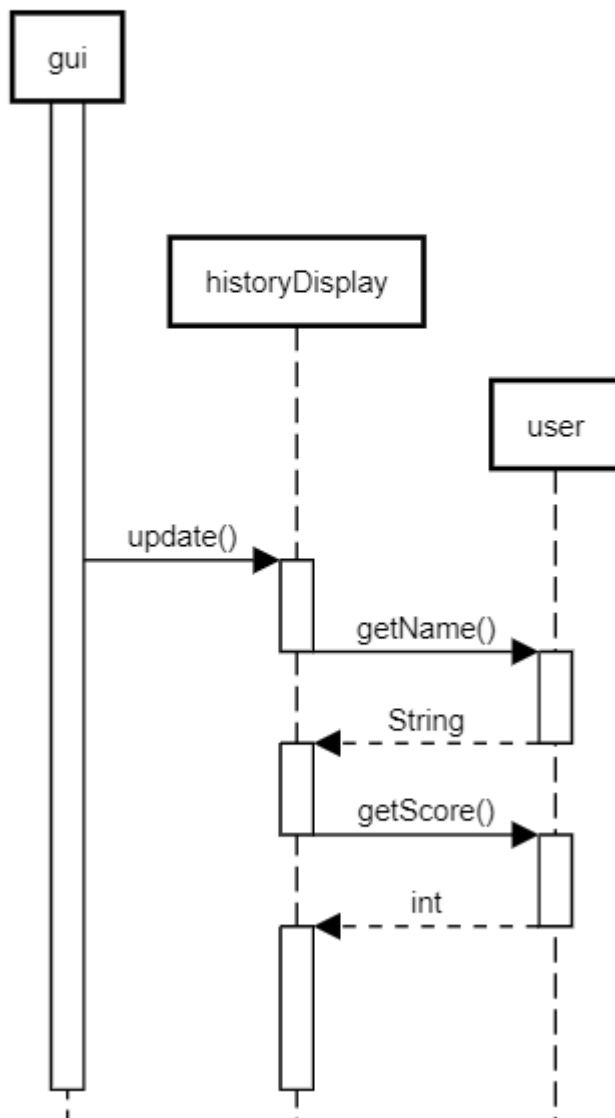 gui
historyDisplay
user
update()
getName()
String
getScore()
int